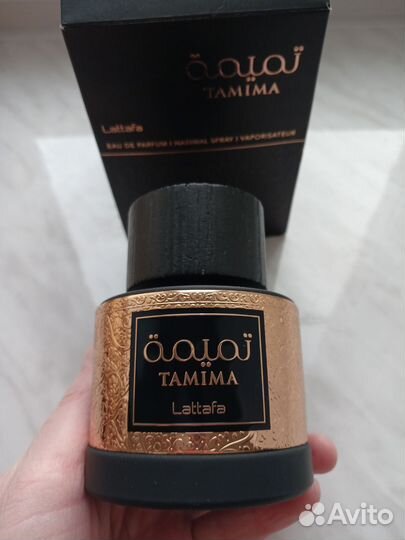 تميمة
TAMIMA
Lattafa
EAU DE PARFUM | NATURAL SPRAY | VAPORISATEUR
تميمة
TAMIMA
Lattafa
Avito